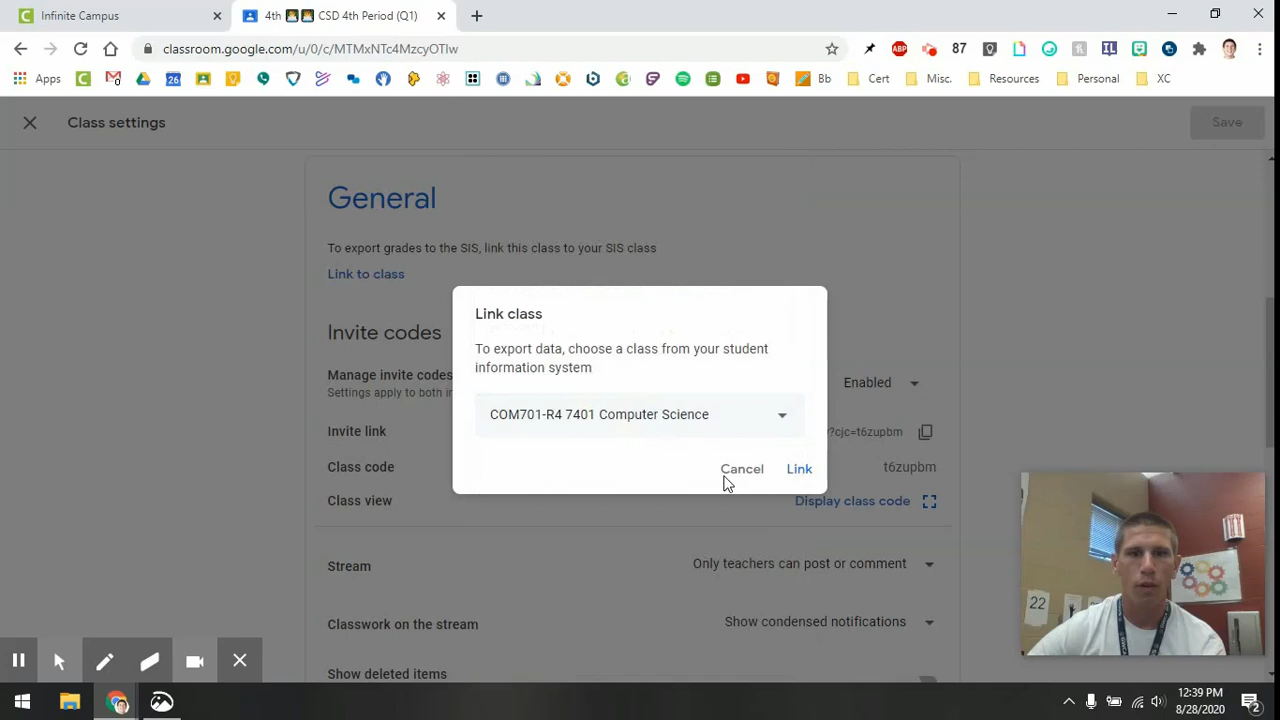 Infinite Campus
4th CSD 4th Period (Q1)
classroom.google.com/u/0/c/MTMxNTc4MzcyOTIw
ABP
87
IL
Apps
26
Bb
Cert
Misc.
Resources
Personal
XC
Class settings
Save
General
To export grades to the SIS, link this class to your SIS class
Link to class
Link class
To export data, choose a class from your student
information system
COM701-R4 7401 Computer Science
Cancel
Link
Invite codes
Manage invite codes
Settings apply to both i
Enabled
Invite link
?cjc=t6zupbm
Class code
t6zupbm
Class view
Display class code
Stream
Only teachers can post or comment
Classwork on the stream
Show condensed notifications
Show deleted items
22
12:39 PM
8/28/2020
2